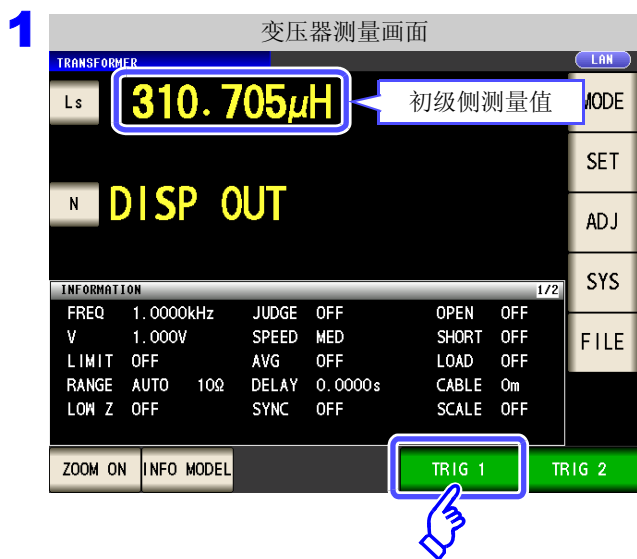 1
变压器测量画面
TRANSFORMER
LAN
Ls 310.705μH
初级侧测量值
MODE
SET
N DISP OUT
ADJ
SYS
INFORMATION 1/2
FREQ 1.0000kHz JUDGE OFF OPEN OFF
V 1.000V SPEED MED SHORT OFF
FILE
LIMIT OFF AVG OFF LOAD OFF
RANGE AUTO 10Ω DELAY 0.0000s CABLE 0m
LOW Z OFF SYNC OFF SCALE OFF
ZOOM ON INFO MODEL TRIG 1 TRIG 2